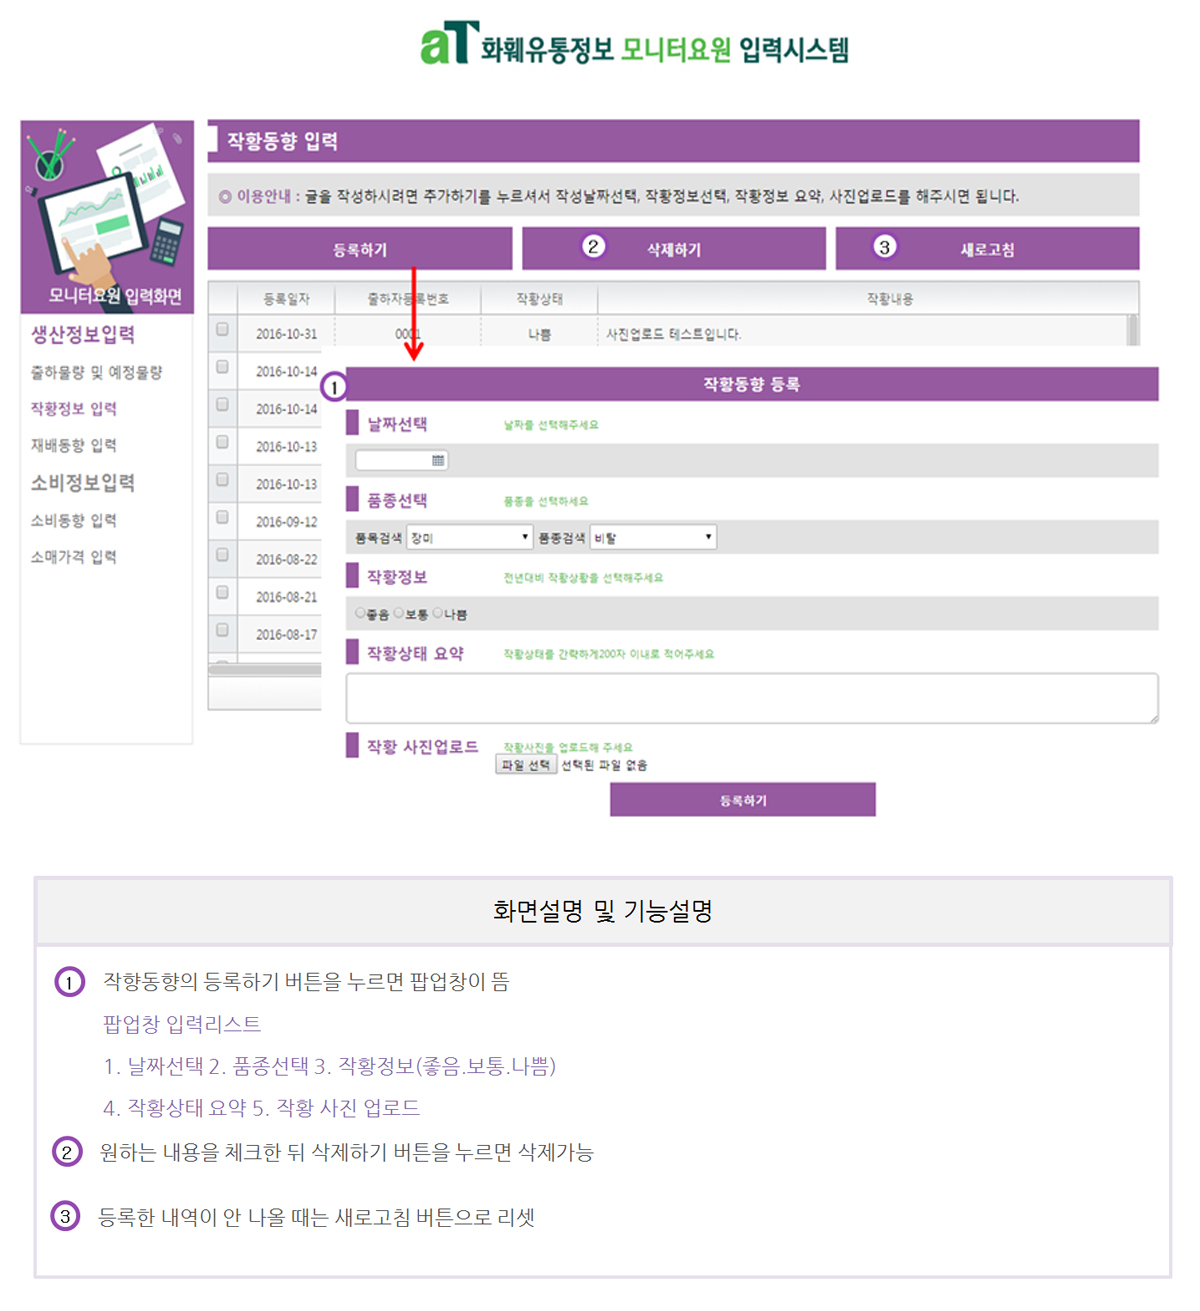 aT 화훼유통정보 모니터요원 입력시스템
모니터요원 입력화면
생산정보입력
출하물량 및 예정물량
작황정보 입력
재배동향 입력
소비정보입력
소비동향 입력
소매가격 입력
작황동향 입력
◎ 이용안내 : 글을 작성하시려면 추가하기를 누르셔서 작성날짜선택, 작황정보선택, 작황정보 요약, 사진업로드를 해주시면 됩니다.
등록하기 2 삭제하기 3 새로고침
등록일자 출하자등록번호 작황상태 작황내용
2016-10-31 0001 나쁨 사진업로드 테스트입니다.
2016-10-14
2016-10-14
2016-10-13
2016-10-13
2016-09-12
2016-08-22
2016-08-21
2016-08-17
1 작황동향 등록
날짜선택 날짜를 선택해주세요
품종선택 품종을 선택하세요
품목검색 장미 품종검색 비탈
작황정보 전년대비 작황상황을 선택해주세요
좋음 보통 나쁨
작황상태 요약 작황상태를 간략하게200자 이내로 적어주세요
작황 사진업로드 작황사진을 업로드해 주세요
파일 선택 선택된 파일 없음
등록하기
화면설명 및 기능설명
1 작향동향의 등록하기 버튼을 누르면 팝업창이 뜸
팝업창 입력리스트
1. 날짜선택 2. 품종선택 3. 작황정보(좋음.보통.나쁨)
4. 작황상태 요약 5. 작황 사진 업로드
2 원하는 내용을 체크한 뒤 삭제하기 버튼을 누르면 삭제가능
3 등록한 내역이 안 나올 때는 새로고침 버튼으로 리셋